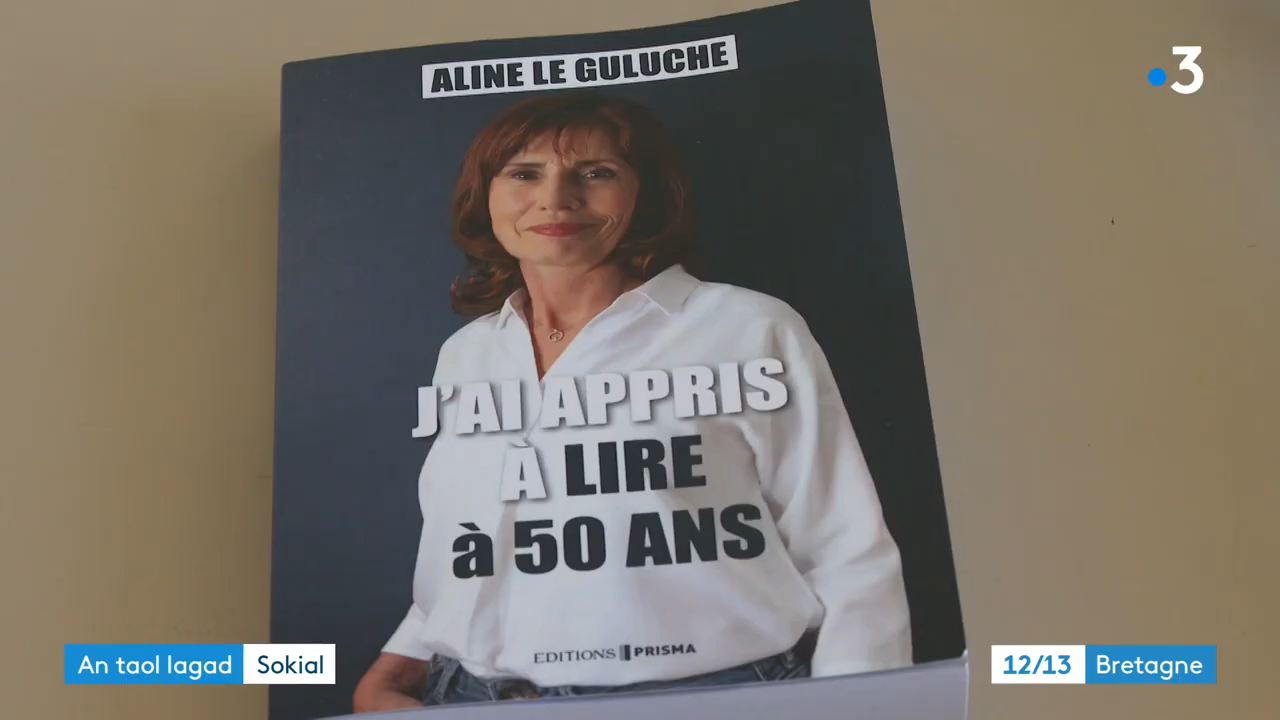 ALINE LE GULUCHE
3
J'AI APPRIS
À LIRE
à 50 ANS
EDITIONS PRISMA
An taol lagad Sokial
12/13 Bretagne